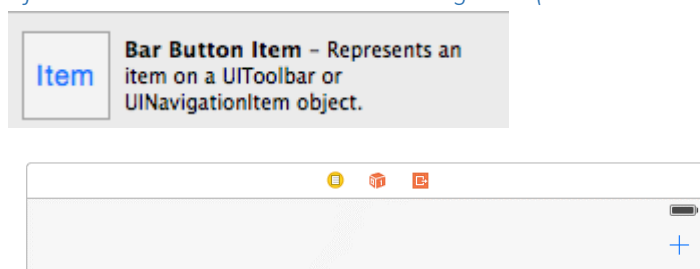 Item
Bar Button Item – Represents an
item on a UIToolbar or
UINavigationItem object.